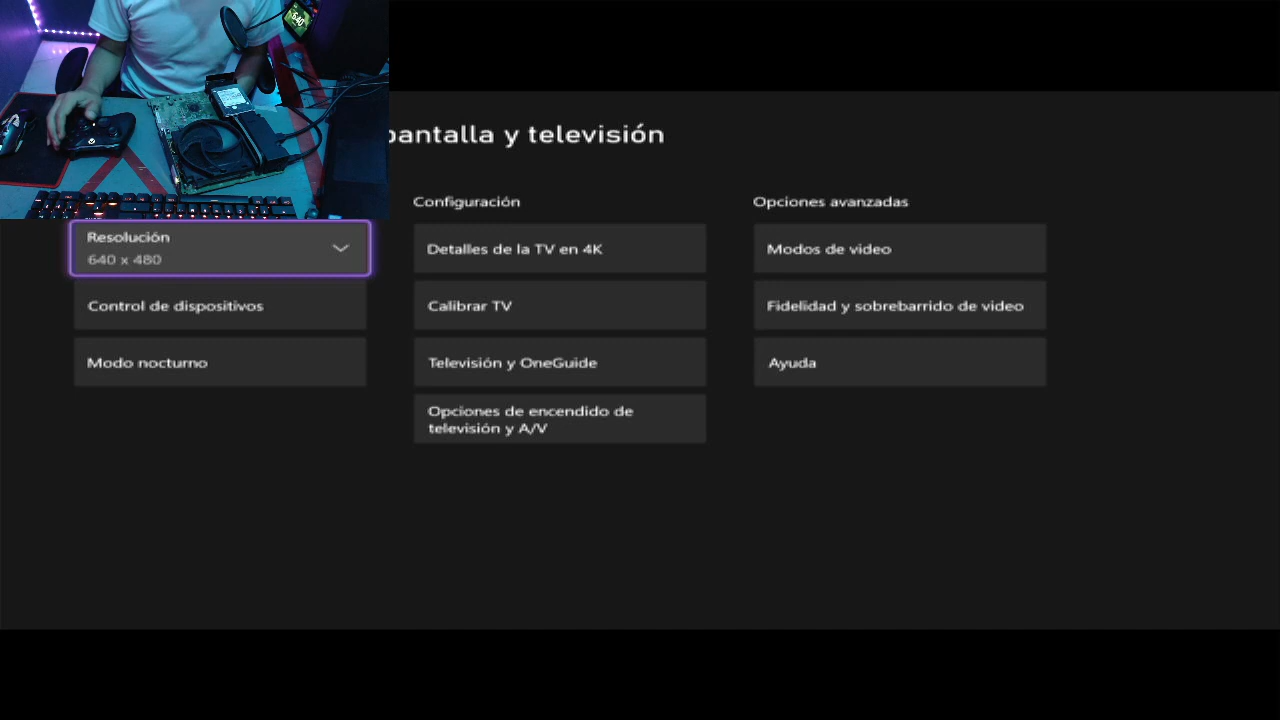 pantalla y televisión
Resolución
640 x 480
Control de dispositivos
Modo nocturno
Configuración
Detalles de la TV en 4K
Calibrar TV
Televisión y OneGuide
Opciones de encendido de
televisión y A/V
Opciones avanzadas
Modos de video
Fidelidad y sobrebarrido de video
Ayuda